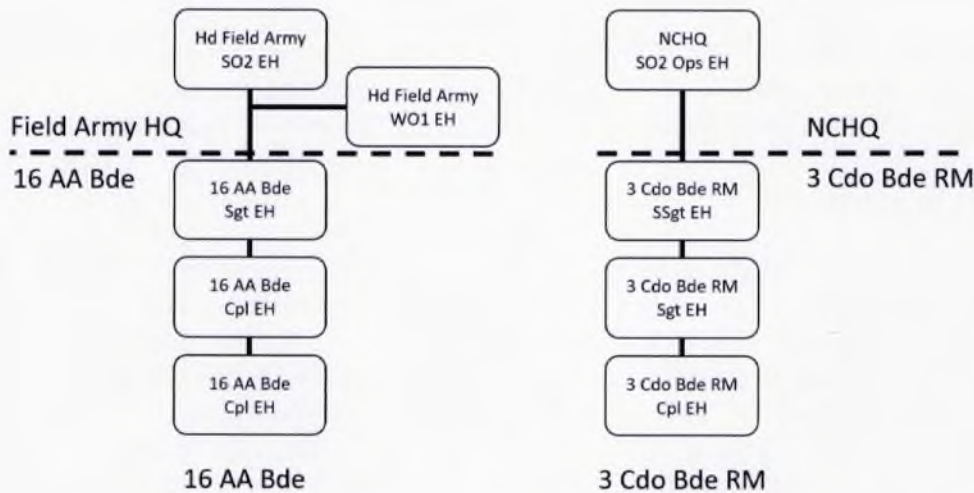 Hd Field Army
SO2 EH
Hd Field Army
WO1 EH
Field Army HQ
16 AA Bde
16 AA Bde
Sgt EH
16 AA Bde
Cpl EH
16 AA Bde
Cpl EH
16 AA Bde
NCHQ
SO2 Ops EH
NCHQ
3 Cdo Bde RM
3 Cdo Bde RM
SSgt EH
3 Cdo Bde RM
Sgt EH
3 Cdo Bde RM
Cpl EH
3 Cdo Bde RM